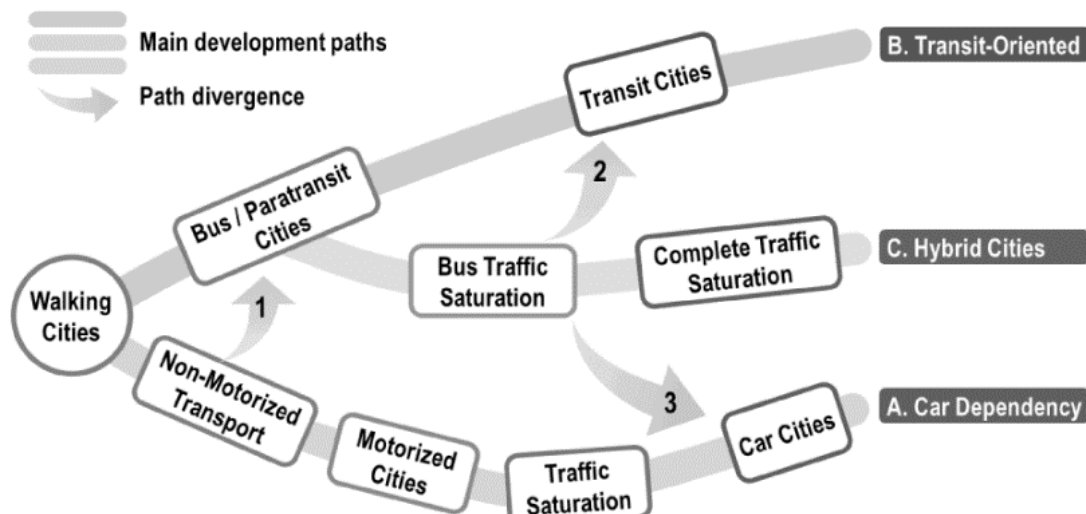 Main development paths
Path divergence
B. Transit-Oriented
Transit Cities
2
Bus / Paratransit
Cities
Complete Traffic
Saturation
C. Hybrid Cities
Bus Traffic
Saturation
Walking
Cities
1
Non-Motorized
Transport
3
A. Car Dependency
Car Cities
Motorized
Cities
Traffic
Saturation